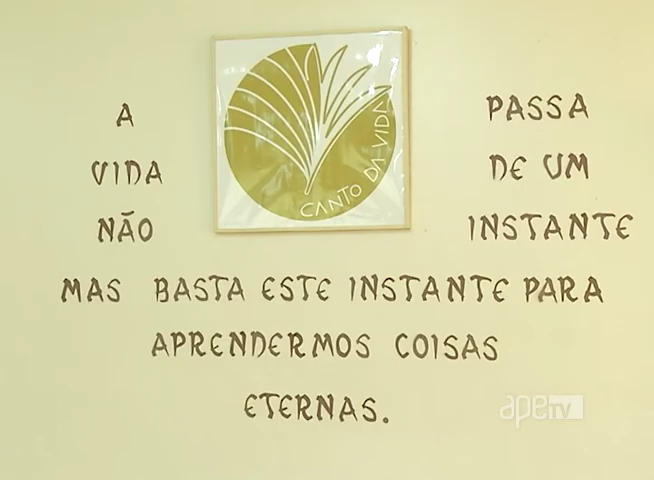 A PASSA
VIDA DE UM
NÃO INSTANTE
MAS BASTA ESTE INSTANTE PARA
APRENDERMOS COISAS
ETERNAS.
CANTO DA VIDA
apeTV